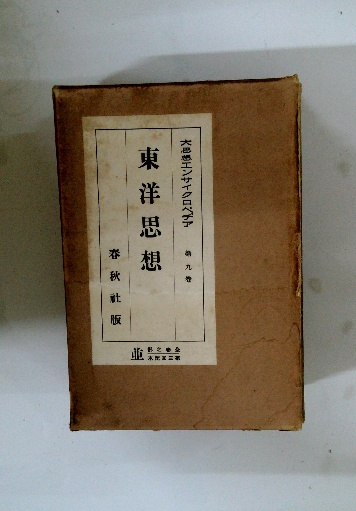 大思想エンサイクロペヂア
第九巻
東洋思想
春秋社版
並